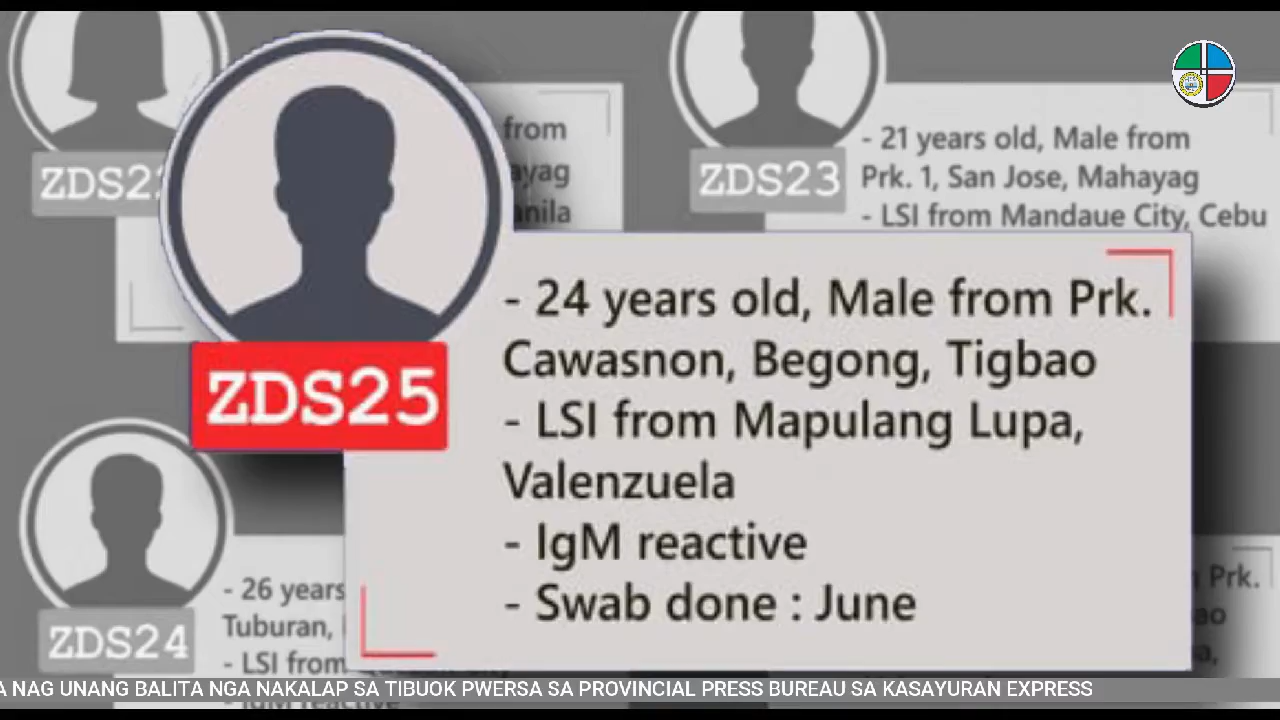 from
ayag
anila
ZDS23
- 21 years old, Male from
Prk. 1, San Jose, Mahayag
- LSI from Mandaue City, Cebu
ZDS25
- 24 years old, Male from Prk.
Cawasnon, Begong, Tigbao
- LSI from Mapulang Lupa,
Valenzuela
- IgM reactive
- Swab done : June
ZDS24
- 26 years
Tuburan,
- LSI from
Prk.
A NAG UNANG BALITA NGA NAKALAP SA TIBUOK PWERSA SA PROVINCIAL PRESS BUREAU SA KASAYURAN EXPRESS